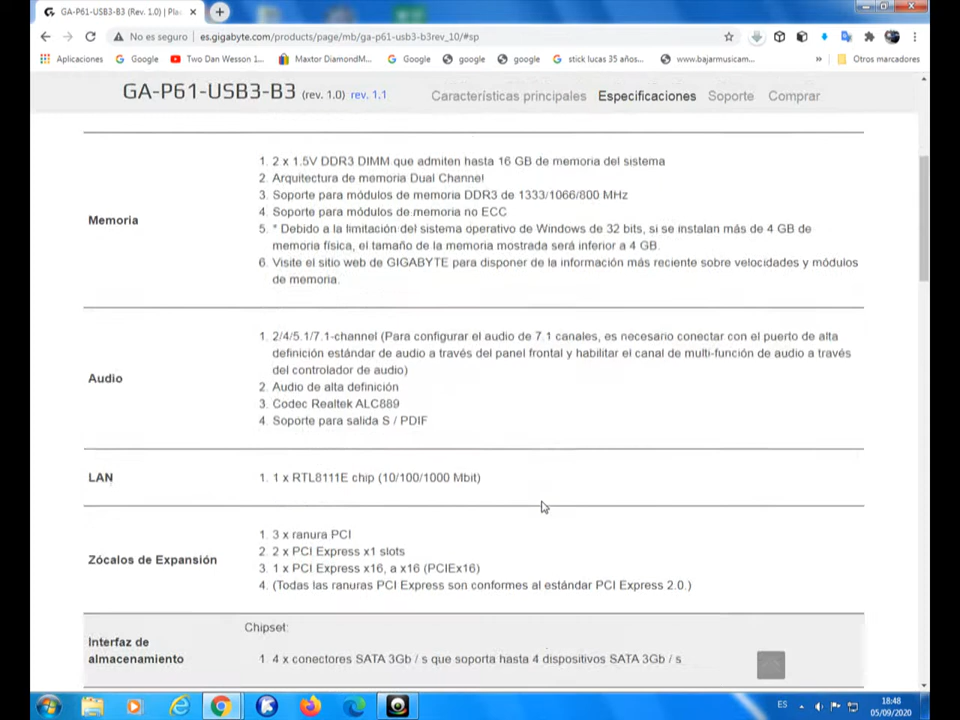 GA-P61-USB3-B3 (Rev. 1.0) | Pla
No es seguro | es.gigabyte.com/products/page/mb/ga-p61-usb3-b3rev_10/#sp
Aplicaciones Google Two Dan Wesson 1... Maxtor DiamondM... Google google google stick lucas 35 años... www.bajarmusicam... » Otros marcadores
GA-P61-USB3-B3 (rev. 1.0) rev. 1.1 Características principales Especificaciones Soporte Comprar
Memoria
1. 2 x 1.5V DDR3 DIMM que admiten hasta 16 GB de memoria del sistema
2. Arquitectura de memoria Dual Channel
3. Soporte para módulos de memoria DDR3 de 1333/1066/800 MHz
4. Soporte para módulos de memoria no ECC
5. * Debido a la limitación del sistema operativo de Windows de 32 bits, si se instalan más de 4 GB de
memoria física, el tamaño de la memoria mostrada será inferior a 4 GB.
6. Visite el sitio web de GIGABYTE para disponer de la información más reciente sobre velocidades y módulos
de memoria.
Audio
1. 2/4/5.1/7.1-channel (Para configurar el audio de 7.1 canales, es necesario conectar con el puerto de alta
definición estándar de audio a través del panel frontal y habilitar el canal de multi-función de audio a través
del controlador de audio)
2. Audio de alta definición
3. Codec Realtek ALC889
4. Soporte para salida S / PDIF
LAN
1. 1 x RTL8111E chip (10/100/1000 Mbit)
Zócalos de Expansión
1. 3 x ranura PCI
2. 2 x PCI Express x1 slots
3. 1 x PCI Express x16, a x16 (PCIEx16)
4. (Todas las ranuras PCI Express son conformes al estándar PCI Express 2.0.)
Interfaz de
almacenamiento
Chipset:
1. 4 x conectores SATA 3Gb / s que soporta hasta 4 dispositivos SATA 3Gb / s
ES 18:48
05/09/2020